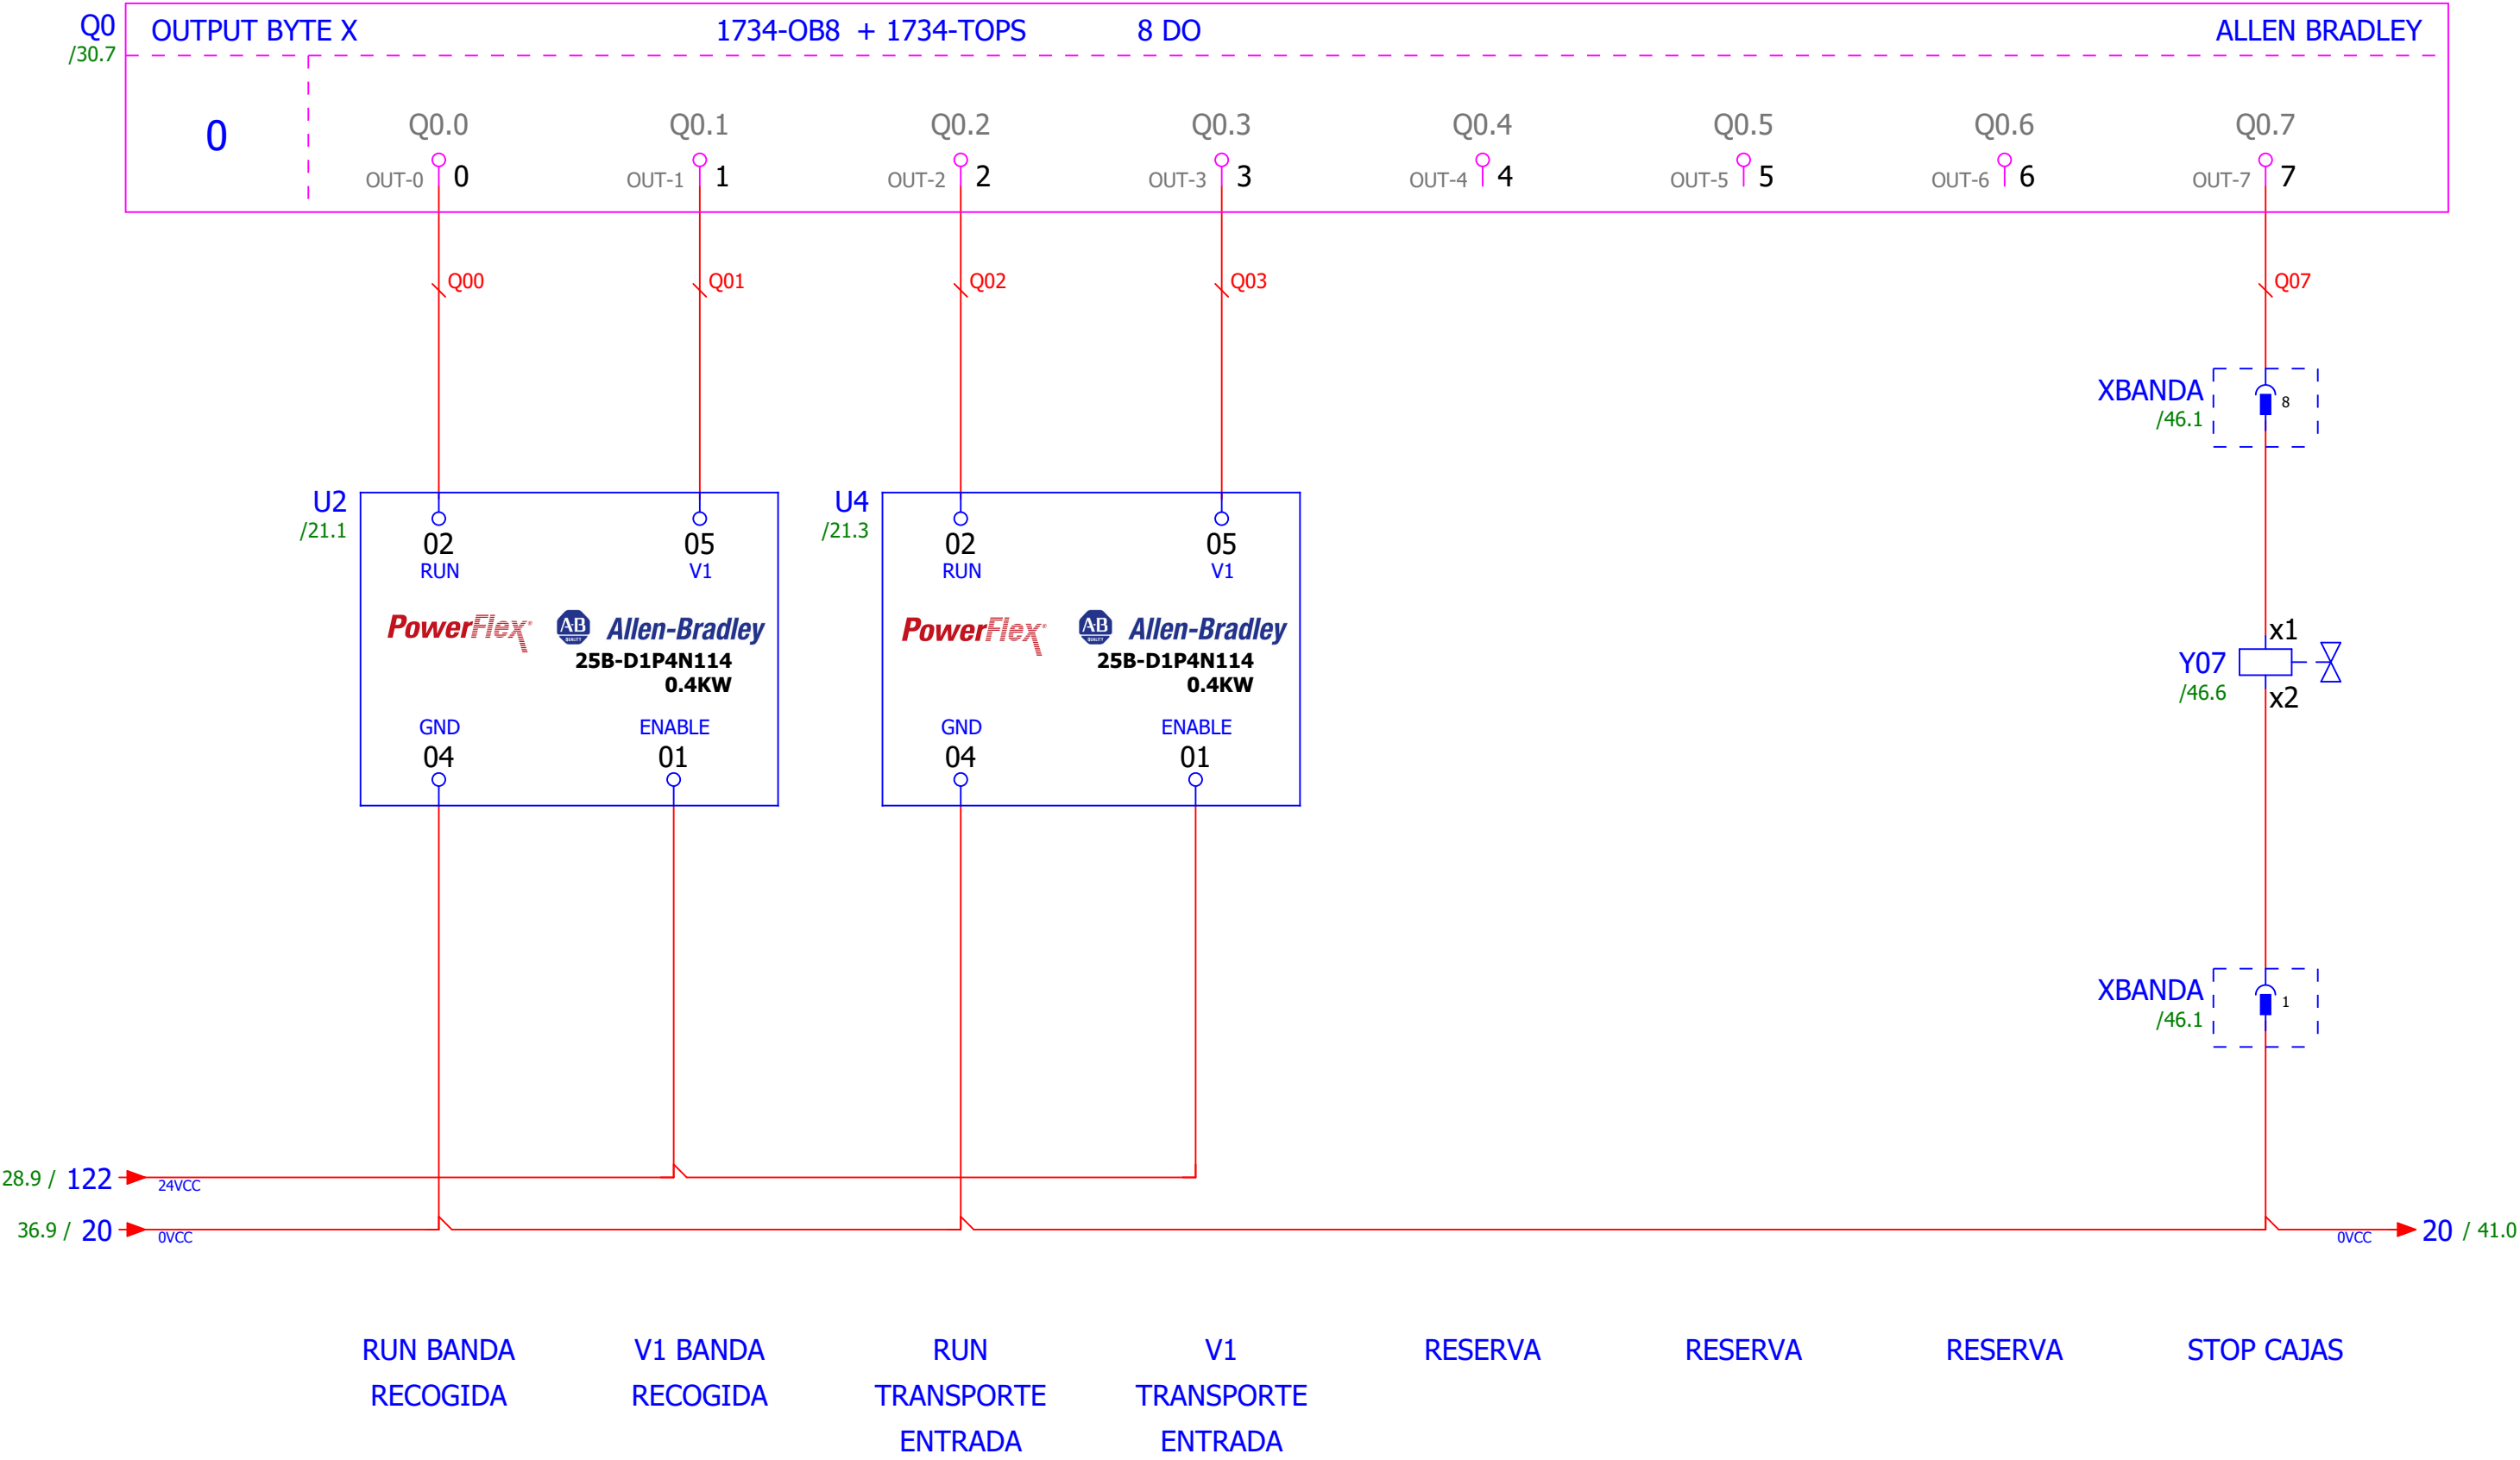 Q0 OUTPUT BYTE X 1734-OB8 + 1734-TOPS 8 DO ALLEN BRADLEY
/30.7
0
Q0.0 Q0.1 Q0.2 Q0.3 Q0.4 Q0.5 Q0.6 Q0.7
OUT-0 0 OUT-1 1 OUT-2 2 OUT-3 3 OUT-4 4 OUT-5 5 OUT-6 6 OUT-7 7
Q00 Q01 Q02 Q03 Q07
XBANDA 8
/46.1
U2 U4
/21.1 /21.3
02 05 02 05
RUN V1 RUN V1
PowerFlex A·B QUALITY Allen-Bradley PowerFlex A·B QUALITY Allen-Bradley
25B-D1P4N114 25B-D1P4N114
0.4KW 0.4KW
x1
Y07
/46.6
x2
GND ENABLE GND ENABLE
04 01 04 01
XBANDA 1
/46.1
28.9 / 122 24VCC
36.9 / 20 0VCC 0VCC 20 / 41.0
RUN BANDA V1 BANDA RUN V1 RESERVA RESERVA RESERVA STOP CAJAS
RECOGIDA RECOGIDA TRANSPORTE TRANSPORTE
ENTRADA ENTRADA